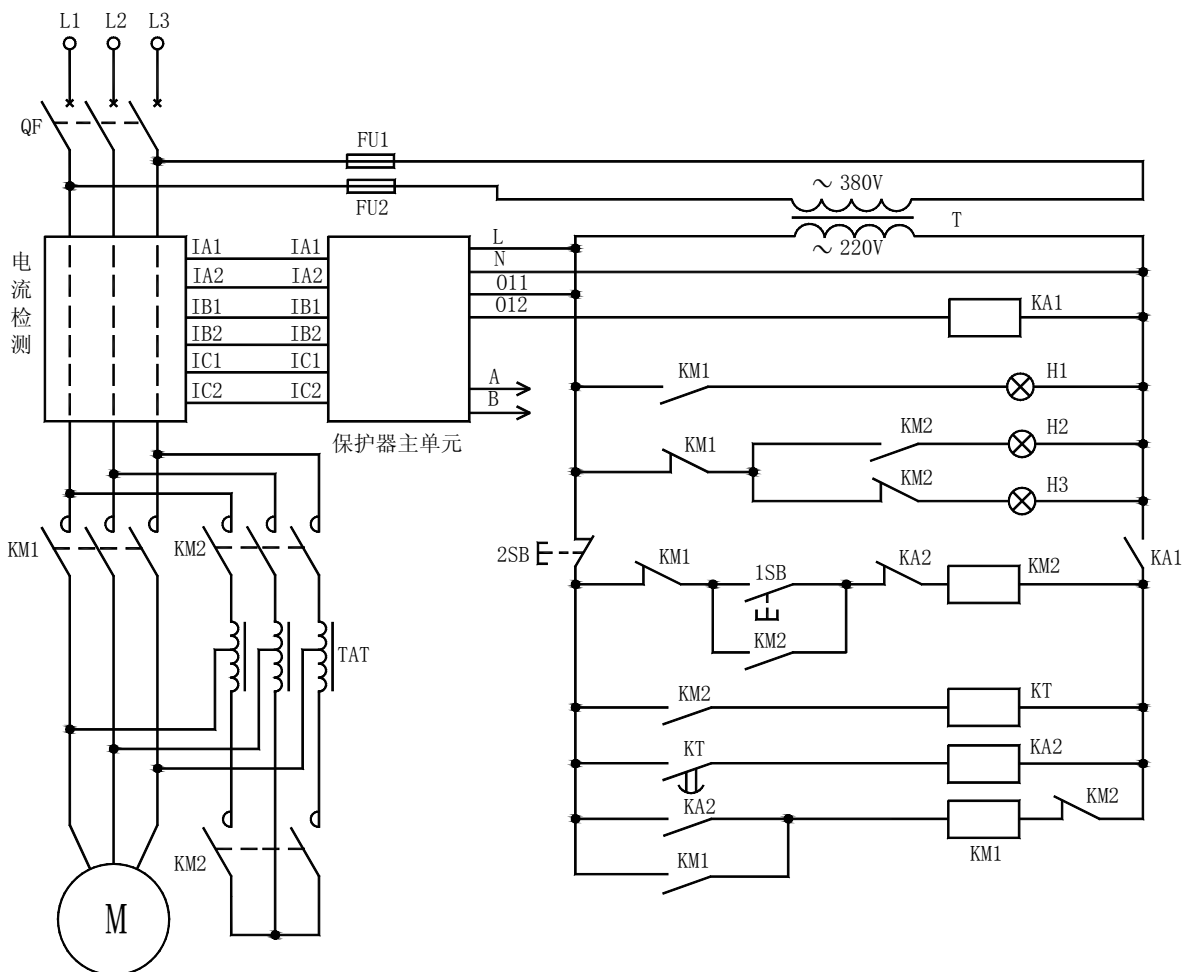 L1 L2 L3
QF
FU1
FU2
～380V
T
～220V
电流检测
IA1 IA1
IA2 IA2
IB1 IB1
IB2 IB2
IC1 IC1
IC2 IC2
L
N
O11
O12
A
B
保护器主单元
KA1
KM1 H1
KM1 KM2 H2
KM2 H3
KM1 KM2
2SB KM1 1SB KA2 KM2 KA1
KM2
TAT
KM2 KT
KT KA2
KA2 KM2
KM1 KM1
KM2
M